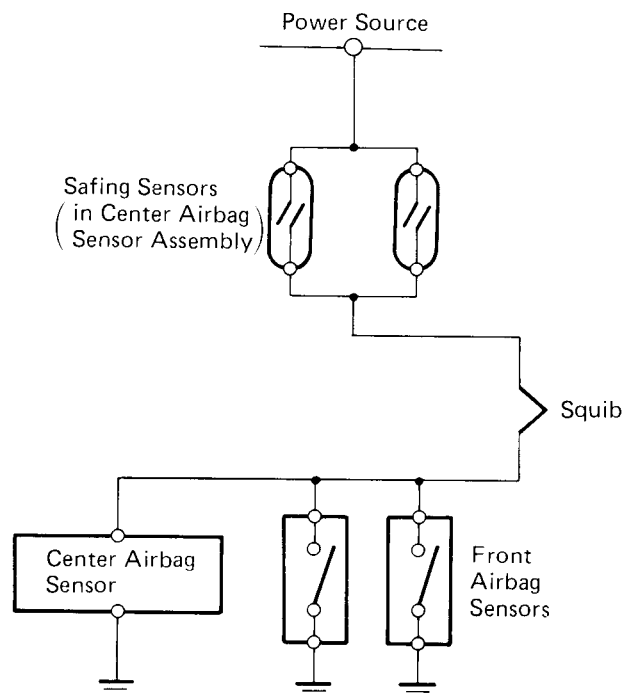 Power Source
Safing Sensors
(in Center Airbag
Sensor Assembly)
Squib
Center Airbag
Sensor
Front
Airbag
Sensors